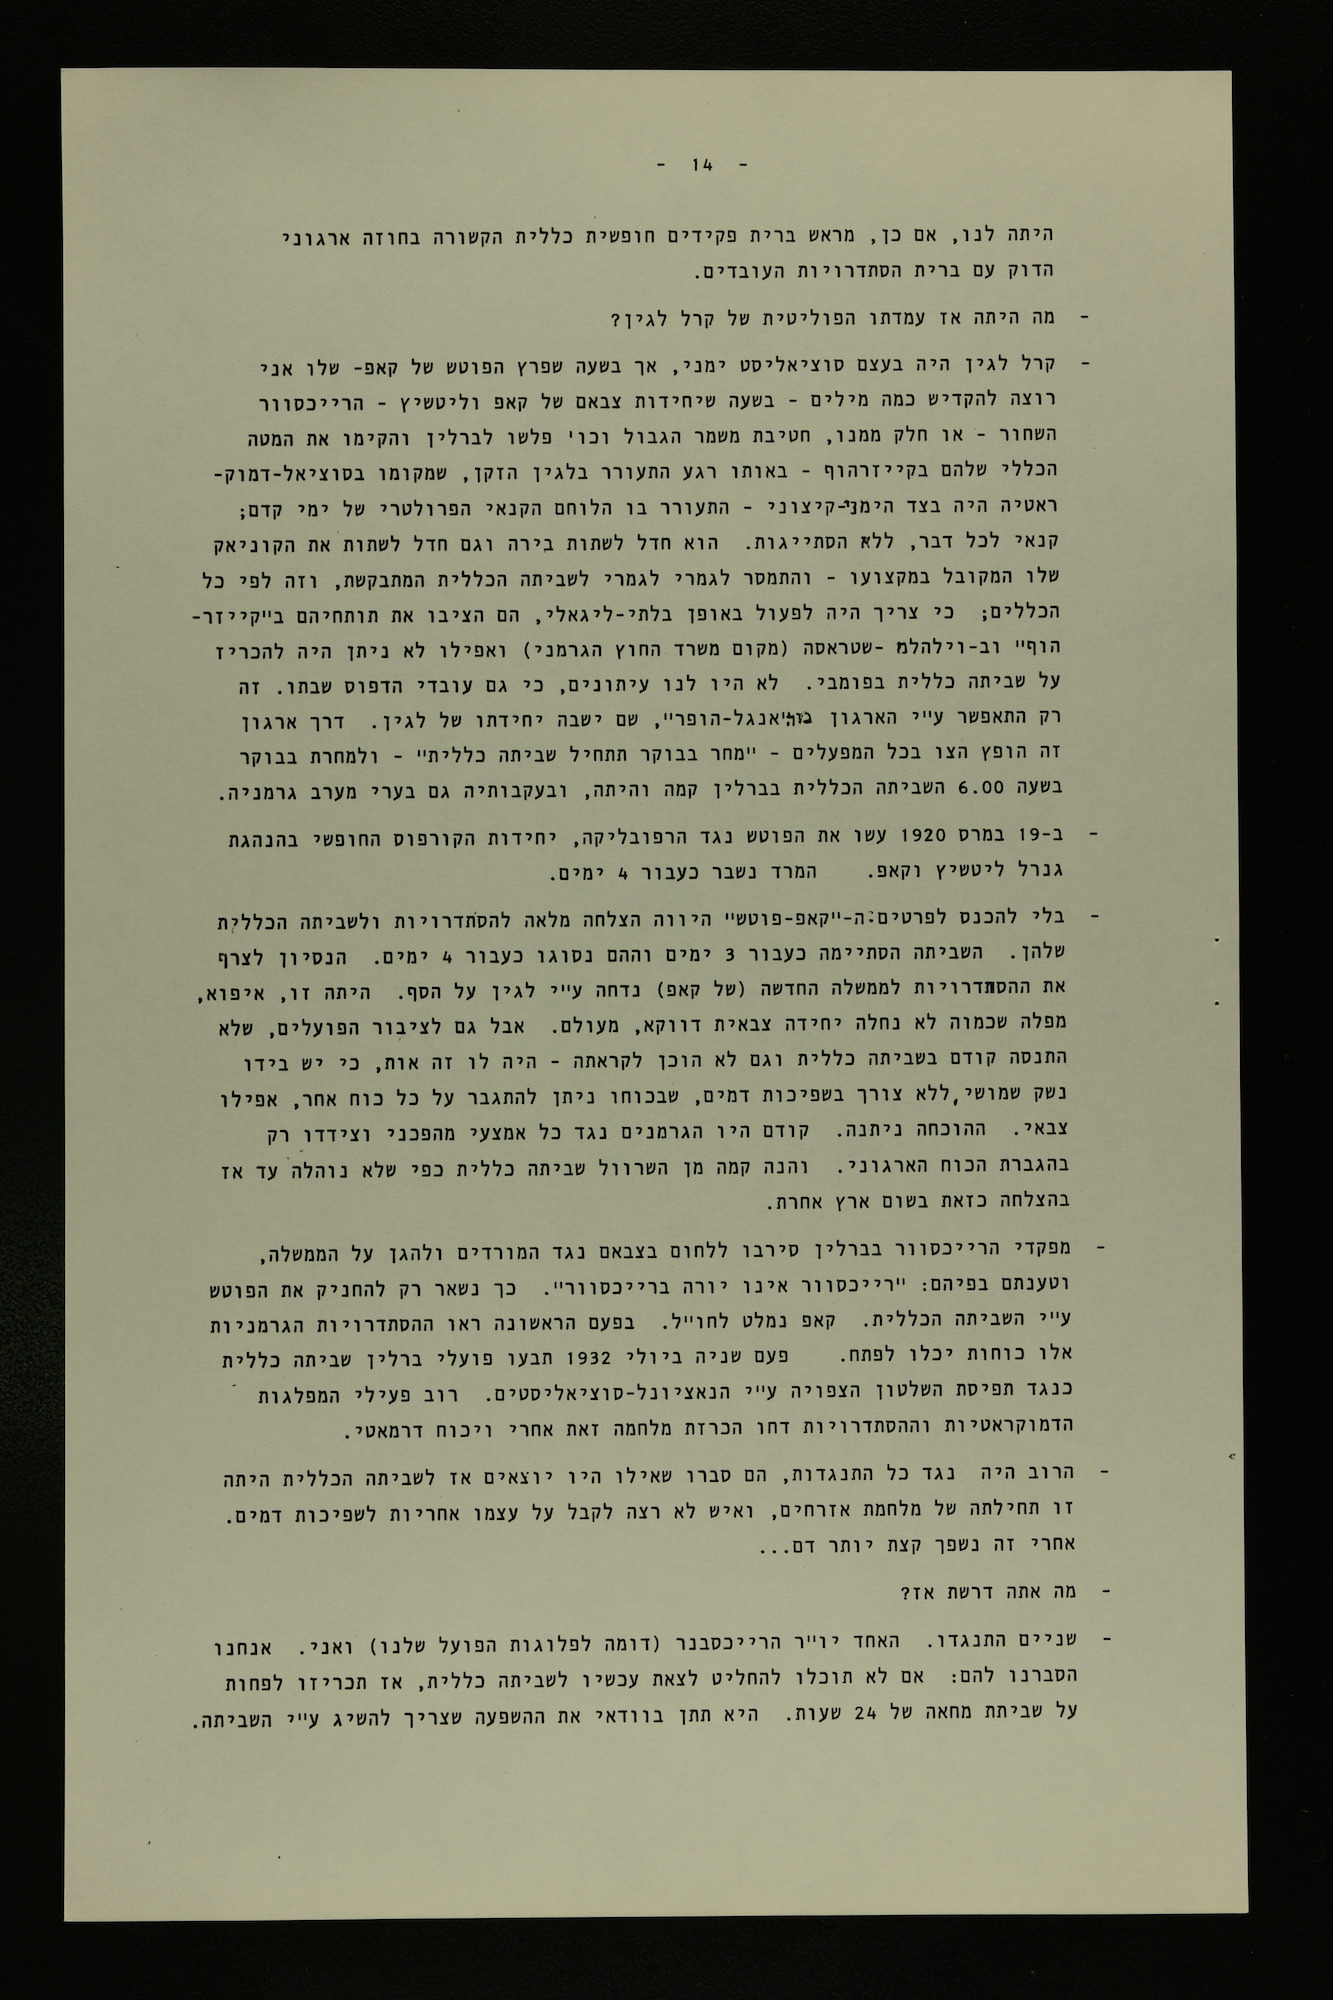 - 14 -
היתה לנו, אם כן, מראש ברית פקידים חופשית כללית הקשורה בחוזה ארגוני
הדוק עם ברית הסתדרויות העובדים.
- מה היתה אז עמדתו הפוליטית של קרל לגין?
- קרל לגין היה בעצם סוציאליסט ימני, אך בשעה שפרץ הפוטש של קאפ- שלו אני
רוצה להקדיש כמה מילים - בשעה שיחידות צבאם של קאפ וליטשיץ - הרייכסוור
השחור - או חלק ממנו, חטיבת משמר הגבול וכו' פלשו לברלין והקימו את המטה
הכללי שלהם בקייזרהוף - באותו רגע התעורר בלגין הזקן, שמקומו בסוציאל-דמוק-
ראטיה היה בצד הימני-קיצוני - התעורר בו הלוחם הקנאי הפרולטרי של ימי קדם;
קנאי לכל דבר, ללא הסתייגות. הוא חדל לשתות בירה וגם חדל לשתות את הקוניאק
שלו המקובל במקצועו - והתמסר לגמרי לגמרי לשביתה הכללית המתבקשת, וזה לפי כל
הכללים; כי צריך היה לפעול באופן בלתי-ליגאלי, הם הציבו את תותחיהם ב"קייזר-
הוף" וב-וילהלמ -שטראסה (מקום משרד החוץ הגרמני) ואפילו לא ניתן היה להכריז
על שביתה כללית בפומבי. לא היו לנו עיתונים, כי גם עובדי הדפוס שבתו. זה
רק התאפשר ע"י הארגון מה"אנגל-הופר", שם ישבה יחידתו של לגין. דרך ארגון
זה הופץ הצו בכל המפעלים - "מחר בבוקר תתחיל שביתה כללית" - ולמחרת בבוקר
בשעה 6.00 השביתה הכללית בברלין קמה והיתה, ובעקבותיה גם בערי מערב גרמניה.
- ב-19 במרס 1920 עשו את הפוטש נגד הרפובליקה, יחידות הקורפוס החופשי בהנהגת
גנרל ליטשיץ וקאפ. המרד נשבר כעבור 4 ימים.
- בלי להכנס לפרטים: ה-"קאפ-פוטש" היווה הצלחה מלאה להסתדרויות ולשביתה הכללית
שלהן. השביתה הסתיימה כעבור 3 ימים וההם נסוגו כעבור 4 ימים. הנסיון לצרף
את ההסתדרויות לממשלה החדשה (של קאפ) נדחה ע"י לגין על הסף. היתה זו, איפוא,
מפלה שכמוה לא נחלה יחידה צבאית דווקא, מעולם. אבל גם לציבור הפועלים, שלא
התנסה קודם בשביתה כללית וגם לא הוכן לקראתה - היה לו זה אות, כי יש בידו
נשק שמושי, ללא צורך בשפיכות דמים, שבכוחו ניתן להתגבר על כל כוח אחר, אפילו
צבאי. ההוכחה ניתנה. קודם היו הגרמנים נגד כל אמצעי מהפכני וצידדו רק
בהגברת הכוח הארגוני. והנה קמה מן השרוול שביתה כללית כפי שלא נוהלה עד אז
בהצלחה כזאת בשום ארץ אחרת.
- מפקדי הרייכסוור בברלין סירבו ללחום בצבאם נגד המורדים ולהגן על הממשלה,
וטענתם בפיהם: "רייכסוור אינו יורה ברייכסוור". כך נשאר רק להחניק את הפוטש
ע"י השביתה הכללית. קאפ נמלט לחו"ל. בפעם הראשונה ראו ההסתדרויות הגרמניות
אלו כוחות יכלו לפתח. פעם שניה ביולי 1932 תבעו פועלי ברלין שביתה כללית
כנגד תפיסת השלטון הצפויה ע"י הנאציונל-סוציאליסטים. רוב פעילי המפלגות
הדמוקראטיות וההסתדרויות דחו הכרזת מלחמה זאת אחרי ויכוח דרמאטי.
- הרוב היה נגד כל התנגדות, הם סברו שאילו היו יוצאים אז לשביתה הכללית היתה
זו תחילתה של מלחמת אזרחים, ואיש לא רצה לקבל על עצמו אחריות לשפיכות דמים.
אחרי זה נשפך קצת יותר דם...
- מה אתה דרשת אז?
- שניים התנגדו. האחד יו"ר הרייכסבנר (דומה לפלוגות הפועל שלנו) ואני. אנחנו
הסברנו להם: אם לא תוכלו להחליט לצאת עכשיו לשביתה כללית, אז תכריזו לפחות
על שביתת מחאה של 24 שעות. היא תתן בוודאי את ההשפעה שצריך להשיג ע"י השביתה.